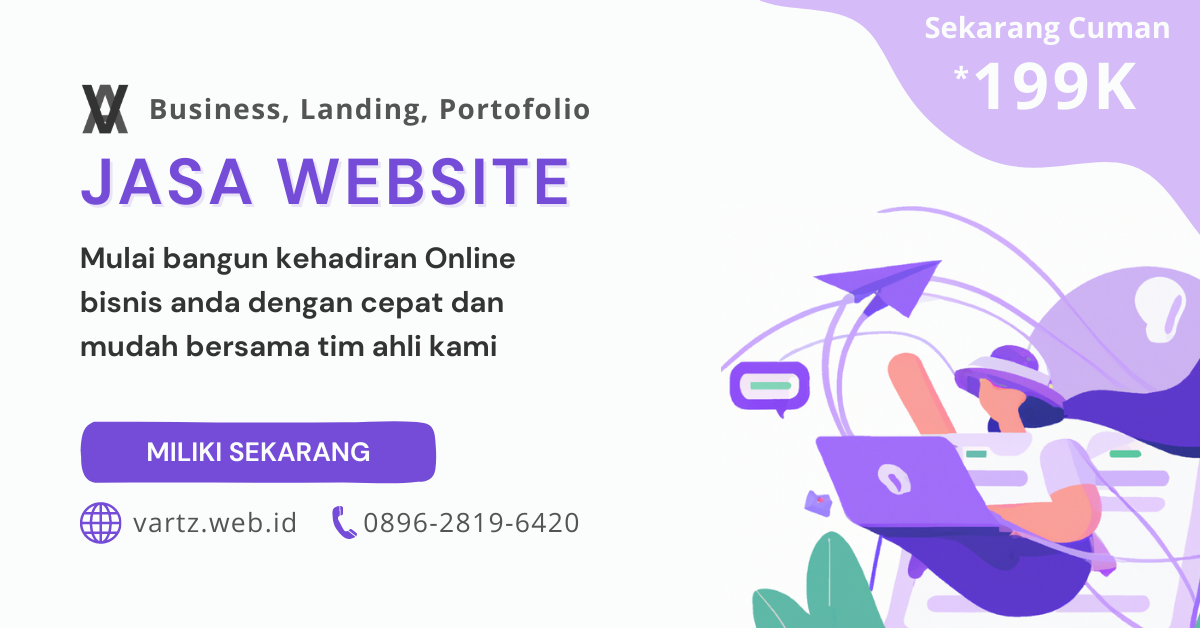 Sekarang Cuman
*199K
Business, Landing, Portofolio
JASA WEBSITE
Mulai bangun kehadiran Online
bisnis anda dengan cepat dan
mudah bersama tim ahli kami
MILIKI SEKARANG
vartz.web.id
0896-2819-6420